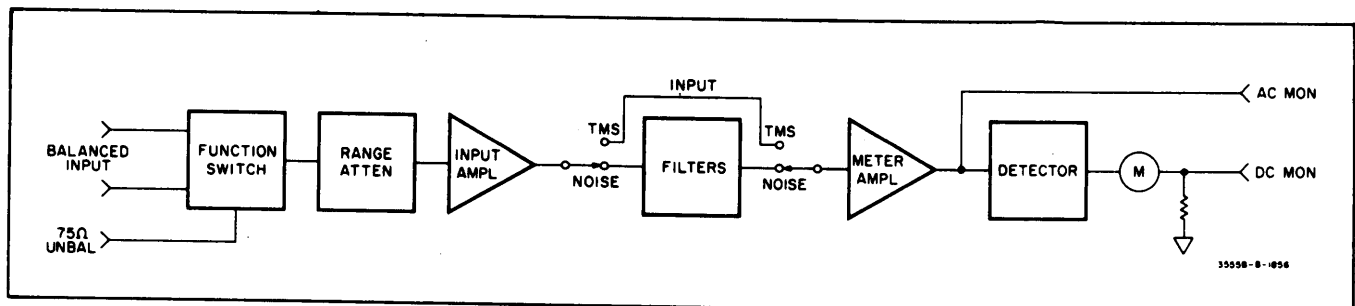 BALANCED
INPUT
75Ω
UNBAL
FUNCTION
SWITCH
RANGE
ATTEN
INPUT
AMPL
INPUT
TMS
NOISE
FILTERS
TMS
NOISE
METER
AMPL
DETECTOR
M
AC MON
DC MON
3555B-B-1856